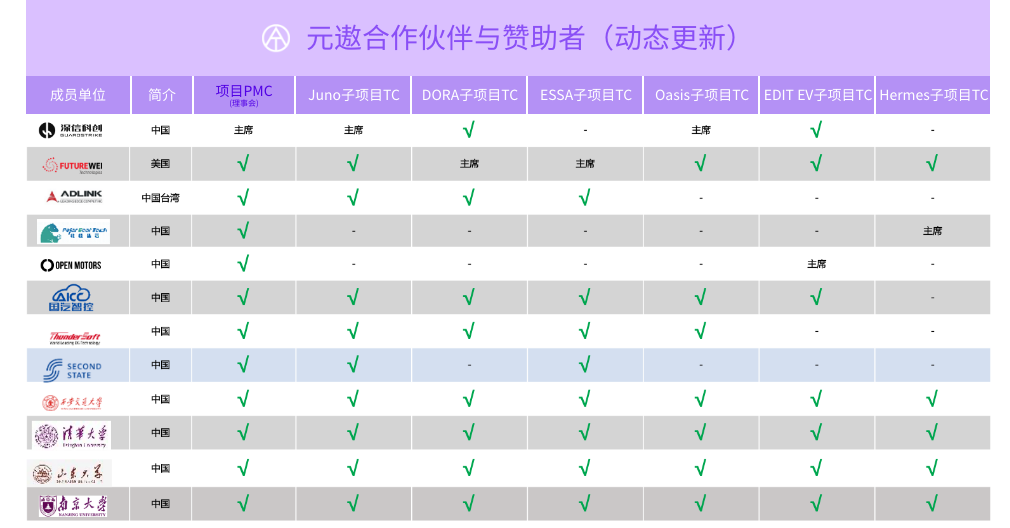 元遨合作伙伴与赞助者（动态更新）
成员单位 简介 项目PMC Juno子项目TC DORA子项目TC ESSA子项目TC Oasis子项目TC EDIT EV子项目TC Hermes子项目TC
(理事会)
深信科创 GUARDSTRIKE 中国 主席 主席 √ - 主席 √ -
FUTUREWEI Technologies 美国 √ √ 主席 主席 √ √ √
ADLINK 中国台湾 √ √ √ √ - - -
中国 √ - - - - - 主席
OPEN MOTORS 中国 √ - - - - 主席 -
AICC 国汽智控 中国 √ √ √ √ √ √ -
ThunderSoft 中国 √ √ √ √ √ - -
SECOND STATE 中国 √ √ - √ - - -
西安交通大学 中国 √ √ √ √ √ √ √
清华大学 Tsinghua University 中国 √ √ √ √ √ √ √
山东大学 中国 √ √ √ √ √ √ √
南京大学 NANJING UNIVERSITY 中国 √ √ √ √ √ √ √